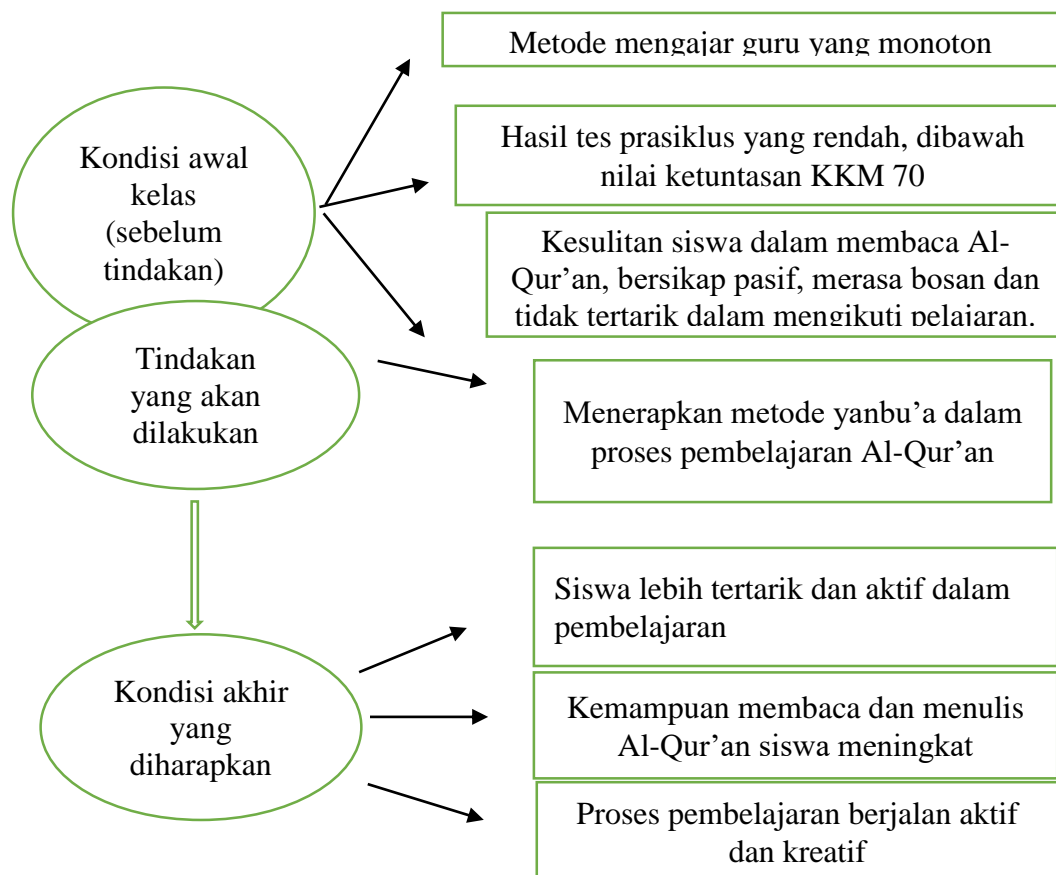 Metode mengajar guru yang monoton
Kondisi awal
kelas
(sebelum
tindakan)
Hasil tes prasiklus yang rendah, dibawah
nilai ketuntasan KKM 70
Kesulitan siswa dalam membaca Al-
Qur’an, bersikap pasif, merasa bosan dan
tidak tertarik dalam mengikuti pelajaran.
Tindakan
yang akan
dilakukan
Menerapkan metode yanbu’a dalam
proses pembelajaran Al-Qur’an
Siswa lebih tertarik dan aktif dalam
pembelajaran
Kondisi akhir
yang
diharapkan
Kemampuan membaca dan menulis
Al-Qur’an siswa meningkat
Proses pembelajaran berjalan aktif
dan kreatif